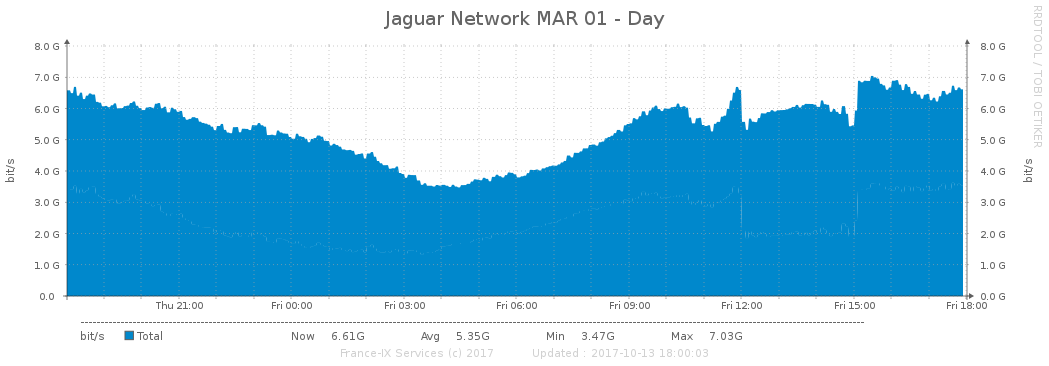 Jaguar Network MAR 01 - Day
RRDTOOL / TOBI OETIKER
bit/s
8.0 G
7.0 G
6.0 G
5.0 G
4.0 G
3.0 G
2.0 G
1.0 G
0.0
8.0 G
7.0 G
6.0 G
5.0 G
4.0 G
3.0 G
2.0 G
1.0 G
0.0 G
bit/s
Thu 21:00 Fri 00:00 Fri 03:00 Fri 06:00 Fri 09:00 Fri 12:00 Fri 15:00 Fri 18:00
bit/s Total Now 6.61G Avg 5.35G Min 3.47G Max 7.03G
France-IX Services (c) 2017 Updated : 2017-10-13 18:00:03